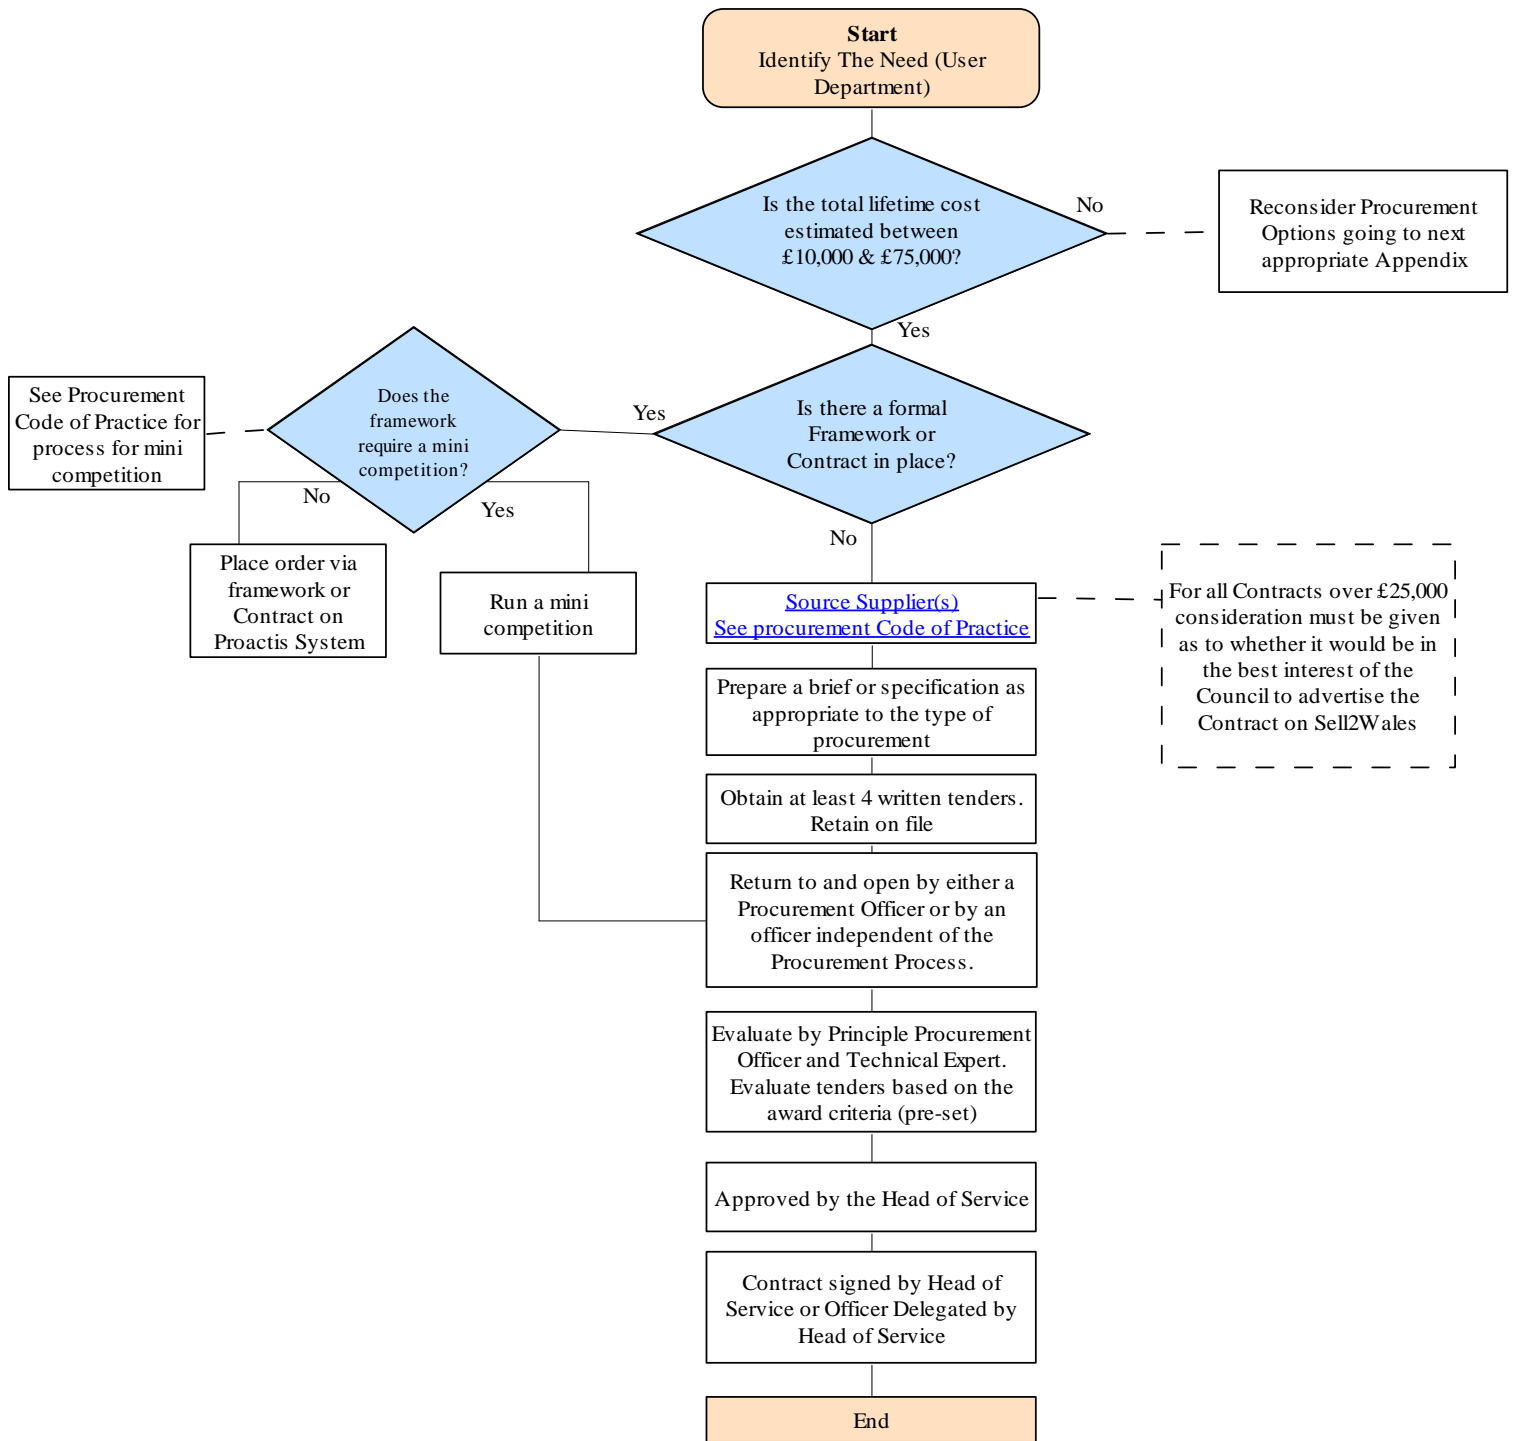 Start
Identify The Need (User
Department)
Is the total lifetime cost
estimated between
£10,000 & £75,000?
No
Reconsider Procurement
Options going to next
appropriate Appendix
Yes
Is there a formal
Framework or
Contract in place?
Yes
Does the
framework
require a mini
competition?
See Procurement
Code of Practice for
process for mini
competition
No
Yes
Place order via
framework or
Contract on
Proactis System
Run a mini
competition
No
Source Supplier(s)
See procurement Code of Practice
For all Contracts over £25,000
consideration must be given
as to whether it would be in
the best interest of the
Council to advertise the
Contract on Sell2Wales
Prepare a brief or specification as
appropriate to the type of
procurement
Obtain at least 4 written tenders.
Retain on file
Return to and open by either a
Procurement Officer or by an
officer independent of the
Procurement Process.
Evaluate by Principle Procurement
Officer and Technical Expert.
Evaluate tenders based on the
award criteria (pre-set)
Approved by the Head of Service
Contract signed by Head of
Service or Officer Delegated by
Head of Service
End